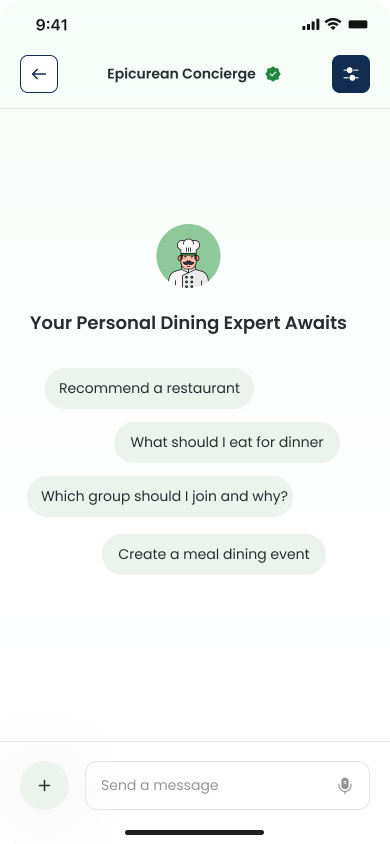 9:41
Epicurean Concierge
Your Personal Dining Expert Awaits
Recommend a restaurant
What should I eat for dinner
Which group should I join and why?
Create a meal dining event
Send a message